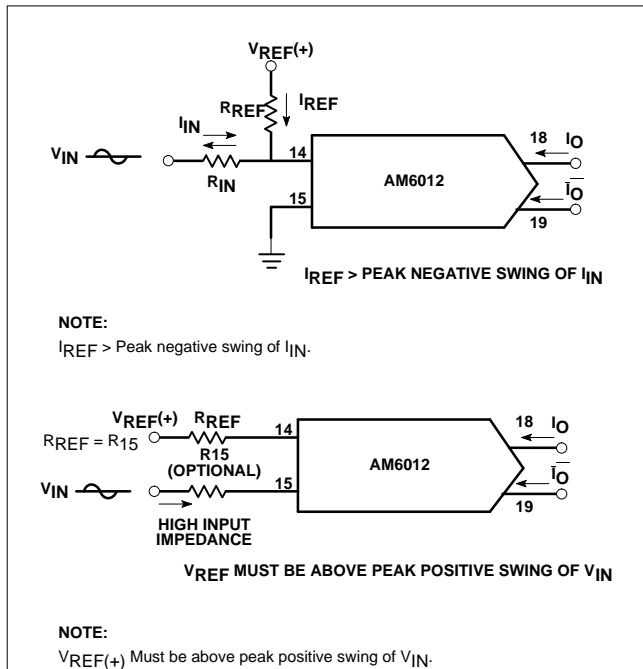 VREF(+)
RREF
IREF
IIN
VIN
RIN
14
15
AM6012
18
IO
IO
19
IREF > PEAK NEGATIVE SWING OF IIN
NOTE:
IREF > Peak negative swing of IIN.
VREF(+)
RREF
RREF = R15
14
R15
(OPTIONAL)
VIN
15
HIGH INPUT
IMPEDANCE
AM6012
18
IO
IO
19
VREF MUST BE ABOVE PEAK POSITIVE SWING OF VIN
NOTE:
VREF(+) Must be above peak positive swing of VIN.